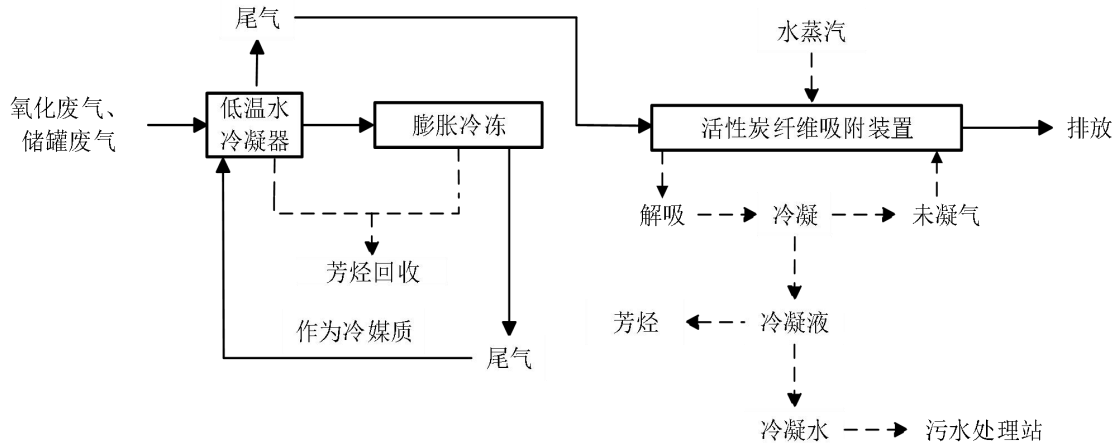 尾气
水蒸汽
氧化废气、
储罐废气
低温水
冷凝器
膨胀冷冻
活性炭纤维吸附装置
排放
解吸
冷凝
未凝气
芳烃回收
作为冷媒质
尾气
芳烃
冷凝液
冷凝水
污水处理站